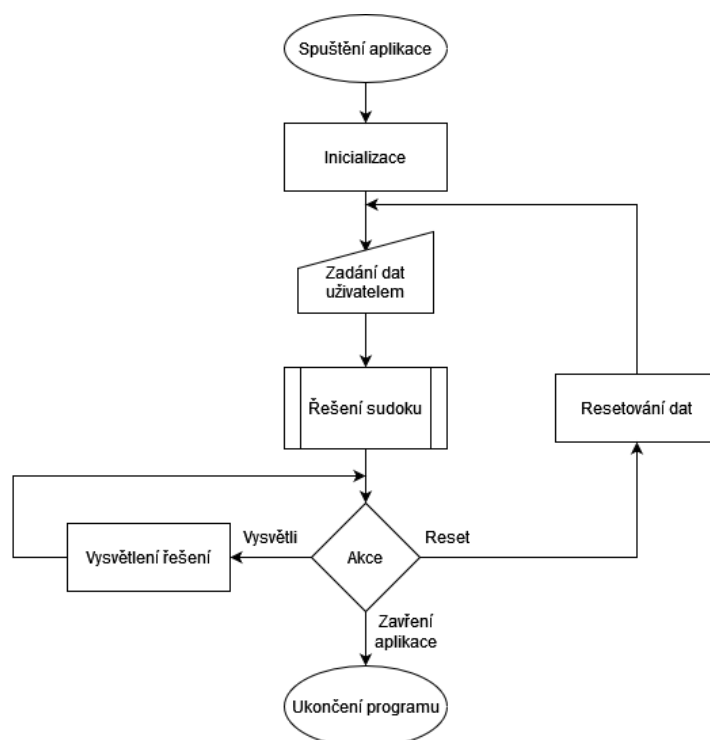 Spuštění aplikace
Inicializace
Zadání dat
uživatelem
Řešení sudoku
Resetování dat
Vysvětlení řešení
Vysvětli
Akce
Reset
Zavření
aplikace
Ukončení programu